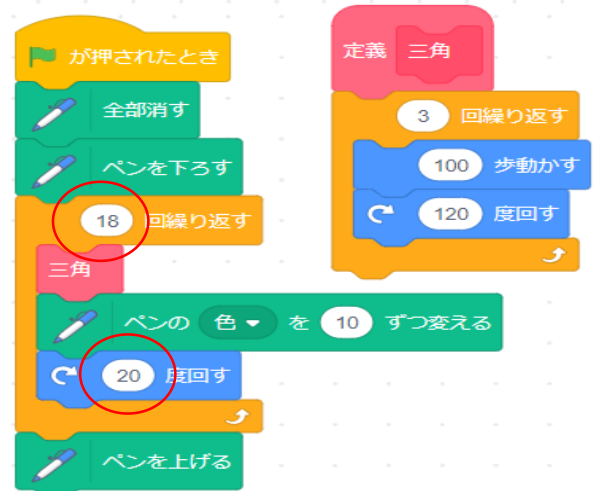 が押されたとき
全部消す
ペンを下ろす
18 回繰り返す
三角
ペンの 色 を 10 ずつ変える
20 度回す
ペンを上げる
定義 三角
3 回繰り返す
100 歩動かす
120 度回す